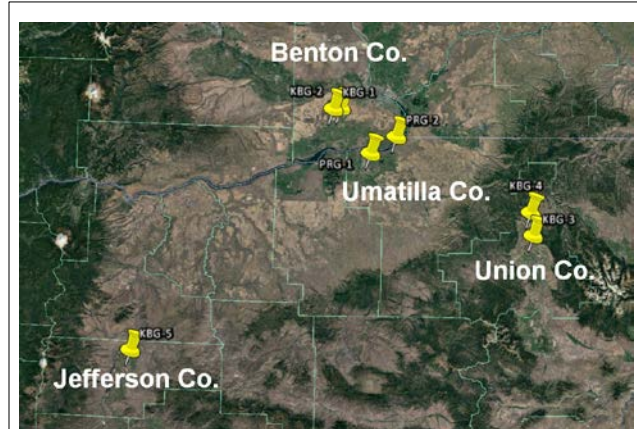 Benton Co.
KBG-2 KBG-1
PRG-2
PRG-1
Umatilla Co.
KBG-4
KBG-3
Union Co.
KBG-5
Jefferson Co.